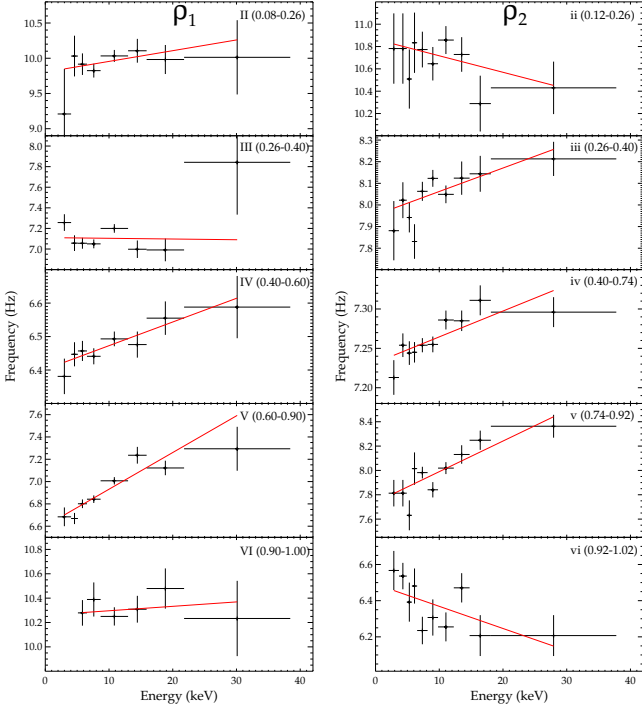 ρ1
II (0.08-0.26)
10.5
10.0
9.5
9.0
III (0.26-0.40)
8.0
7.8
7.6
7.4
7.2
7.0
Frequency (Hz)
IV (0.40-0.60)
6.6
6.5
6.4
V (0.60-0.90)
7.6
7.4
7.2
7.0
6.8
6.6
VI (0.90-1.00)
10.8
10.6
10.4
10.2
10.0
0 10 20 30 40
Energy (keV)
ρ2
ii (0.12-0.26)
11.0
10.8
10.6
10.4
10.2
iii (0.26-0.40)
8.2
8.1
8.0
7.9
7.8
Frequency (Hz)
iv (0.40-0.74)
7.30
7.25
7.20
v (0.74-0.92)
8.4
8.2
8.0
7.8
7.6
vi (0.92-1.02)
6.6
6.4
6.2
0 10 20 30 40
Energy (keV)